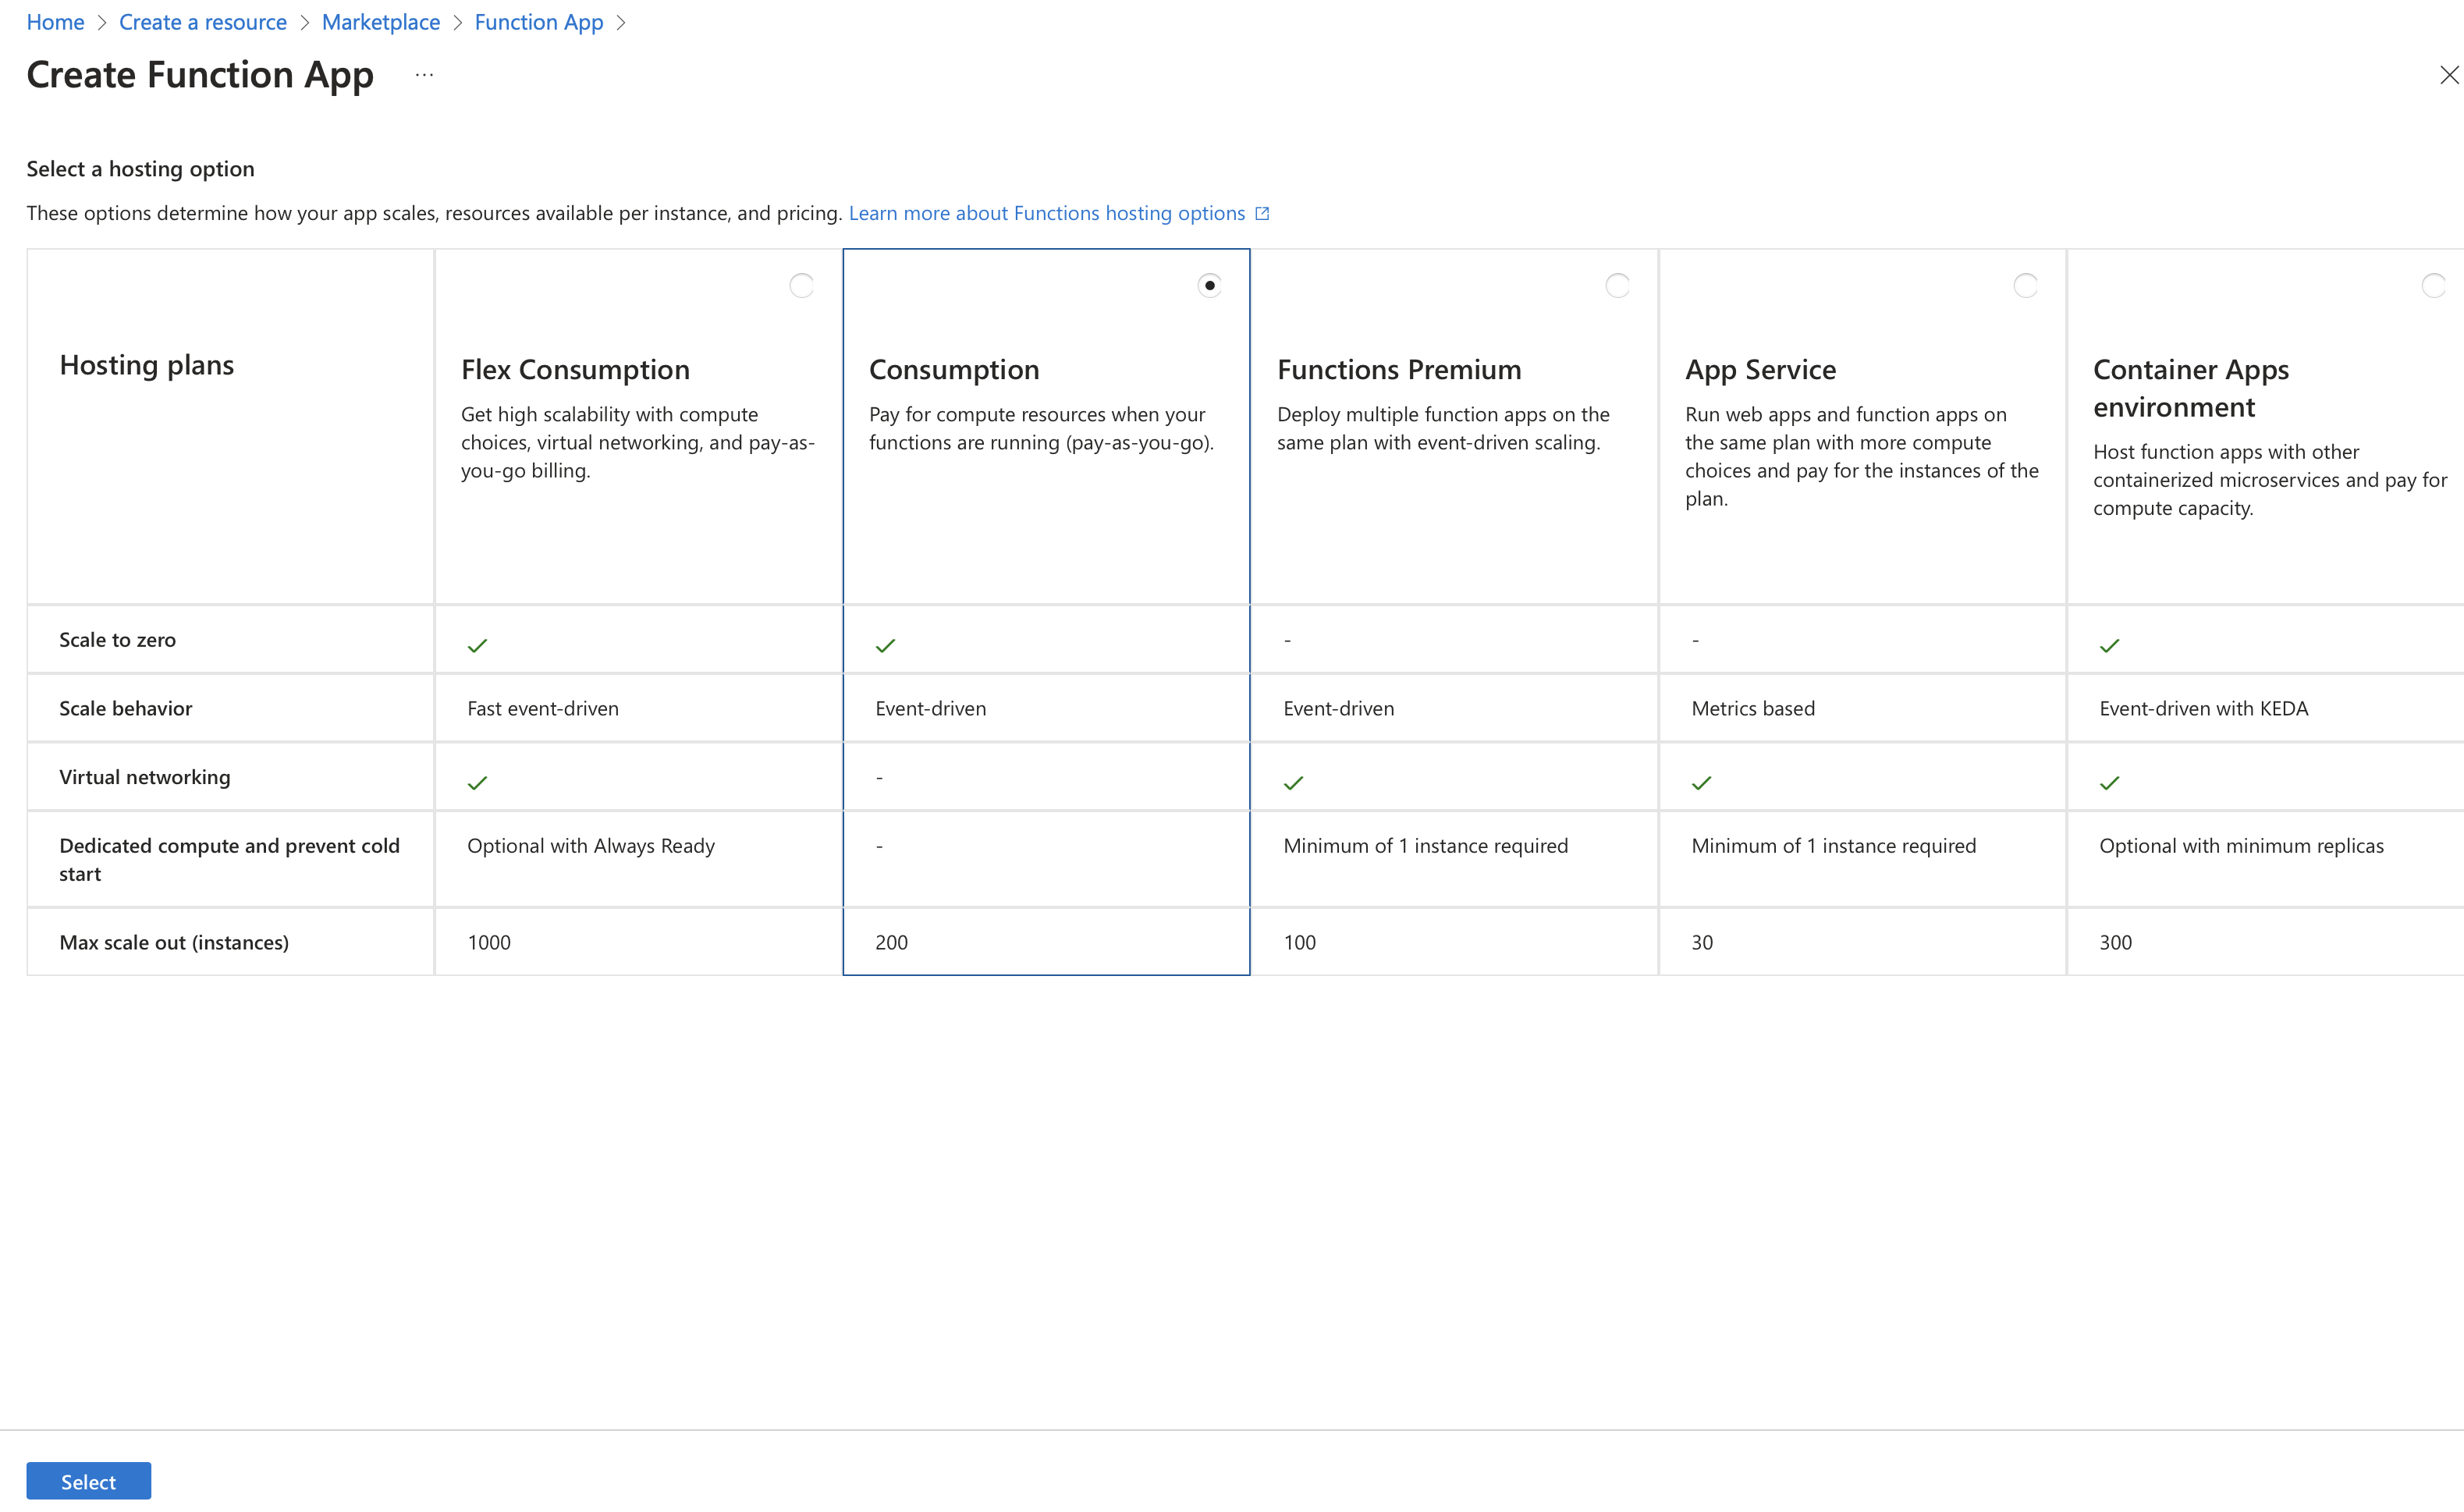 Home > Create a resource > Marketplace > Function App >
Create Function App ...
Select a hosting option
These options determine how your app scales, resources available per instance, and pricing. Learn more about Functions hosting options
Hosting plans
Flex Consumption
Get high scalability with compute
choices, virtual networking, and pay-as-
you-go billing.
Consumption
Pay for compute resources when your
functions are running (pay-as-you-go).
Functions Premium
Deploy multiple function apps on the
same plan with event-driven scaling.
App Service
Run web apps and function apps on
the same plan with more compute
choices and pay for the instances of the
plan.
Container Apps
environment
Host function apps with other
containerized microservices and pay for
compute capacity.
Scale to zero - -
Scale behavior Fast event-driven Event-driven Event-driven Metrics based Event-driven with KEDA
Virtual networking -
Dedicated compute and prevent cold
start
Optional with Always Ready - Minimum of 1 instance required Minimum of 1 instance required Optional with minimum replicas
Max scale out (instances) 1000 200 100 30 300
Select